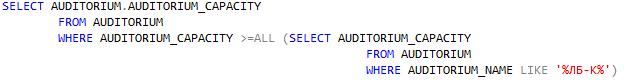 SELECT AUDITORIUM.AUDITORIUM_CAPACITY
FROM AUDITORIUM
WHERE AUDITORIUM_CAPACITY >=ALL (SELECT AUDITORIUM_CAPACITY
FROM AUDITORIUM
WHERE AUDITORIUM_NAME LIKE '%ЛБ-К%')